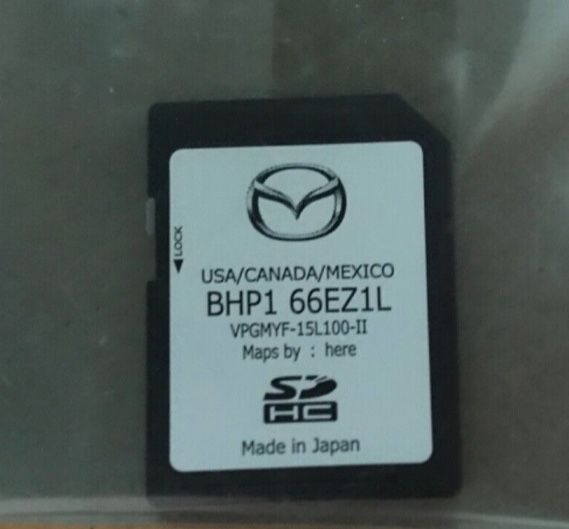 ◀LOCK
USA/CANADA/MEXICO
BHP1 66EZ1L
VPGMYF-15L100-II
Maps by : here
SD
HC
Made in Japan